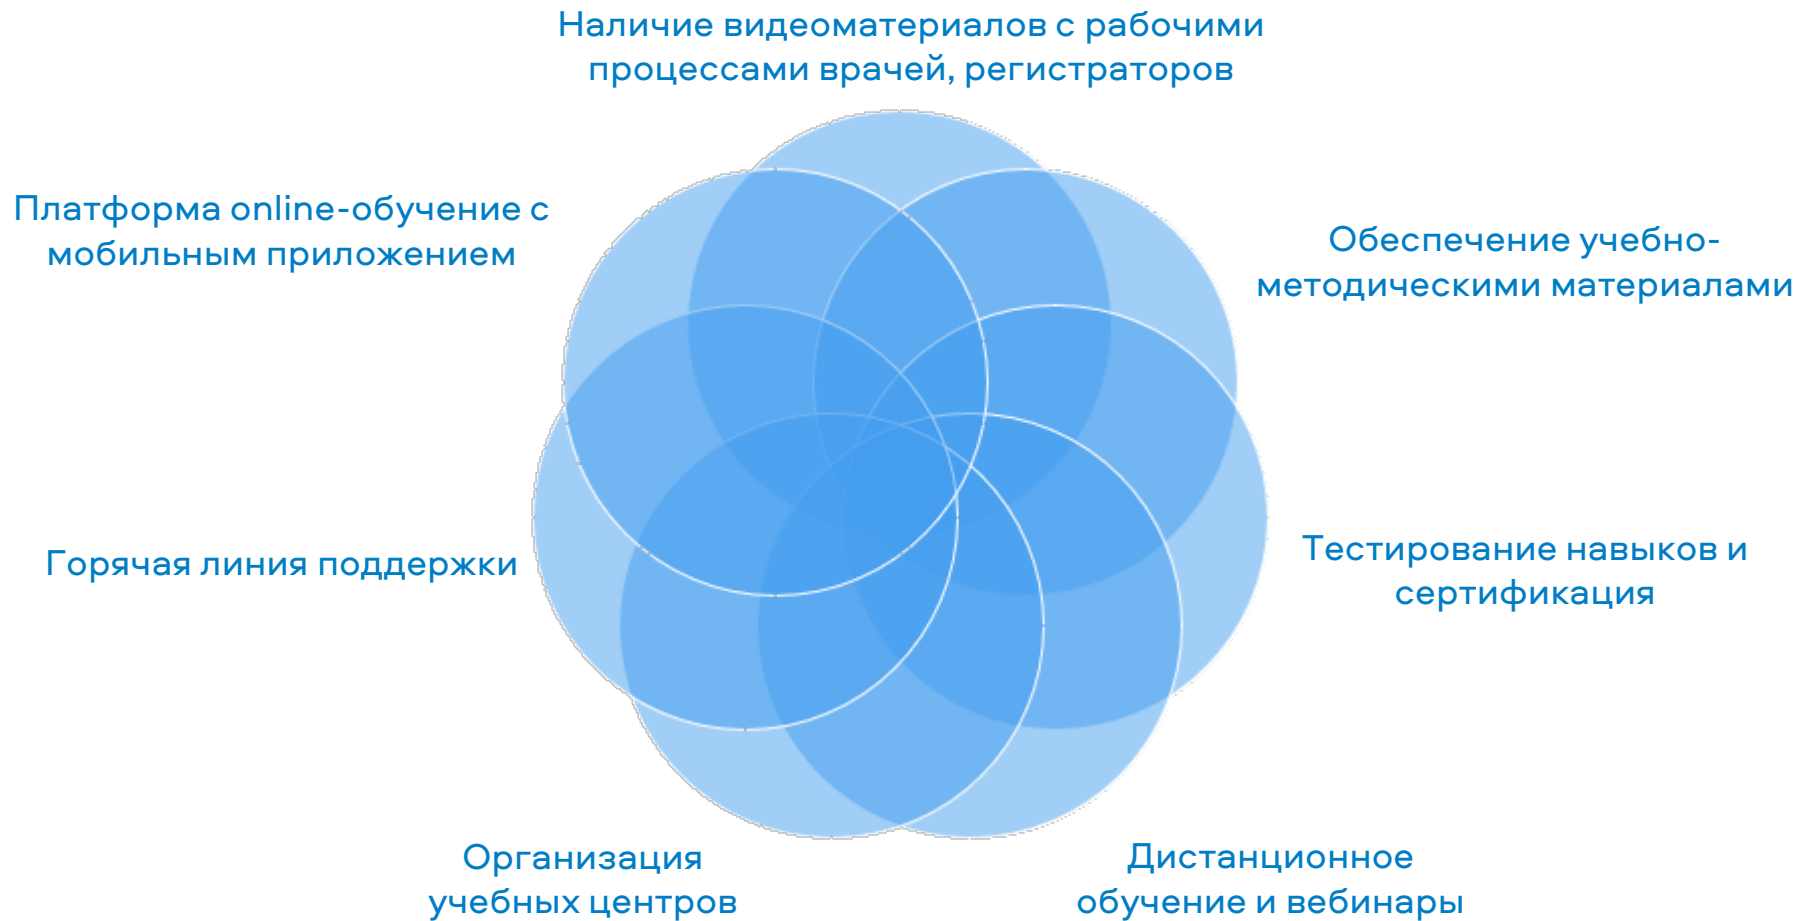 Наличие видеоматериалов с рабочими
процессами врачей, регистраторов
Платформа online-обучение с
мобильным приложением
Обеспечение учебно-
методическими материалами
Горячая линия поддержки
Тестирование навыков и
сертификация
Организация
учебных центров
Дистанционное
обучение и вебинары